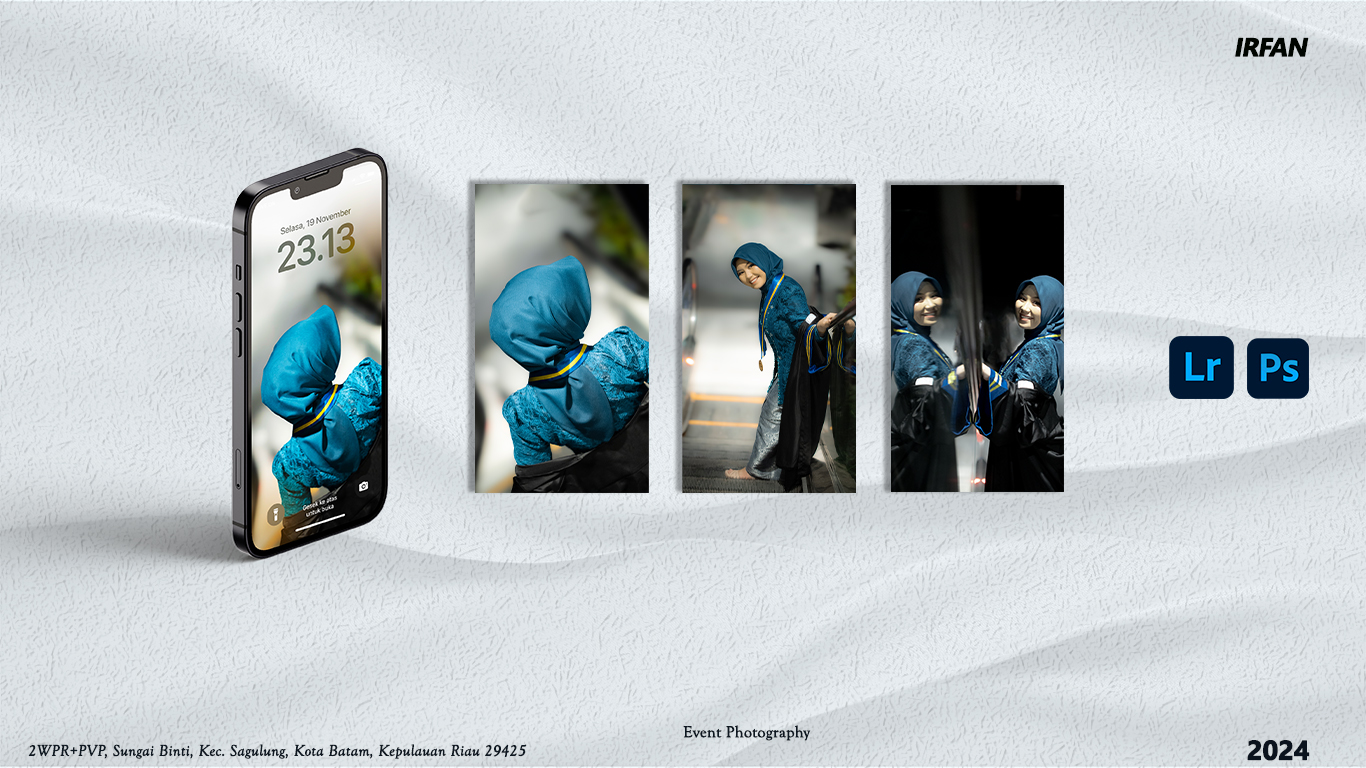 IRFAN
Selasa, 19 November
23.13
Gesek ke atas
untuk buka
Lr
Ps
Event Photography
2WPR+PVP, Sungai Binti, Kec. Sagulung, Kota Batam, Kepulauan Riau 29425
2024